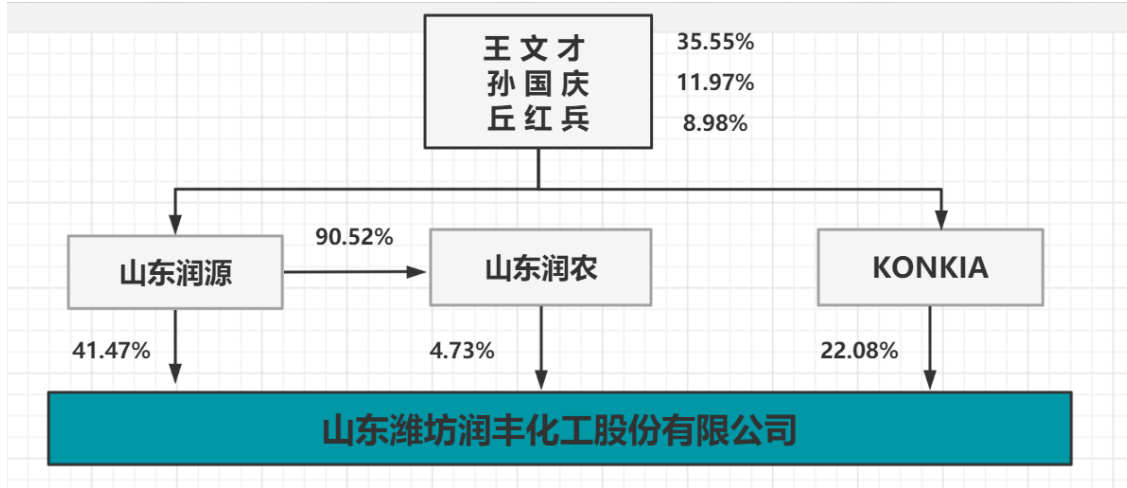 王文才
35.55%
孙国庆
11.97%
丘红兵
8.98%
山东润源
90.52%
山东润农
KONKIA
41.47%
4.73%
22.08%
山东潍坊润丰化工股份有限公司